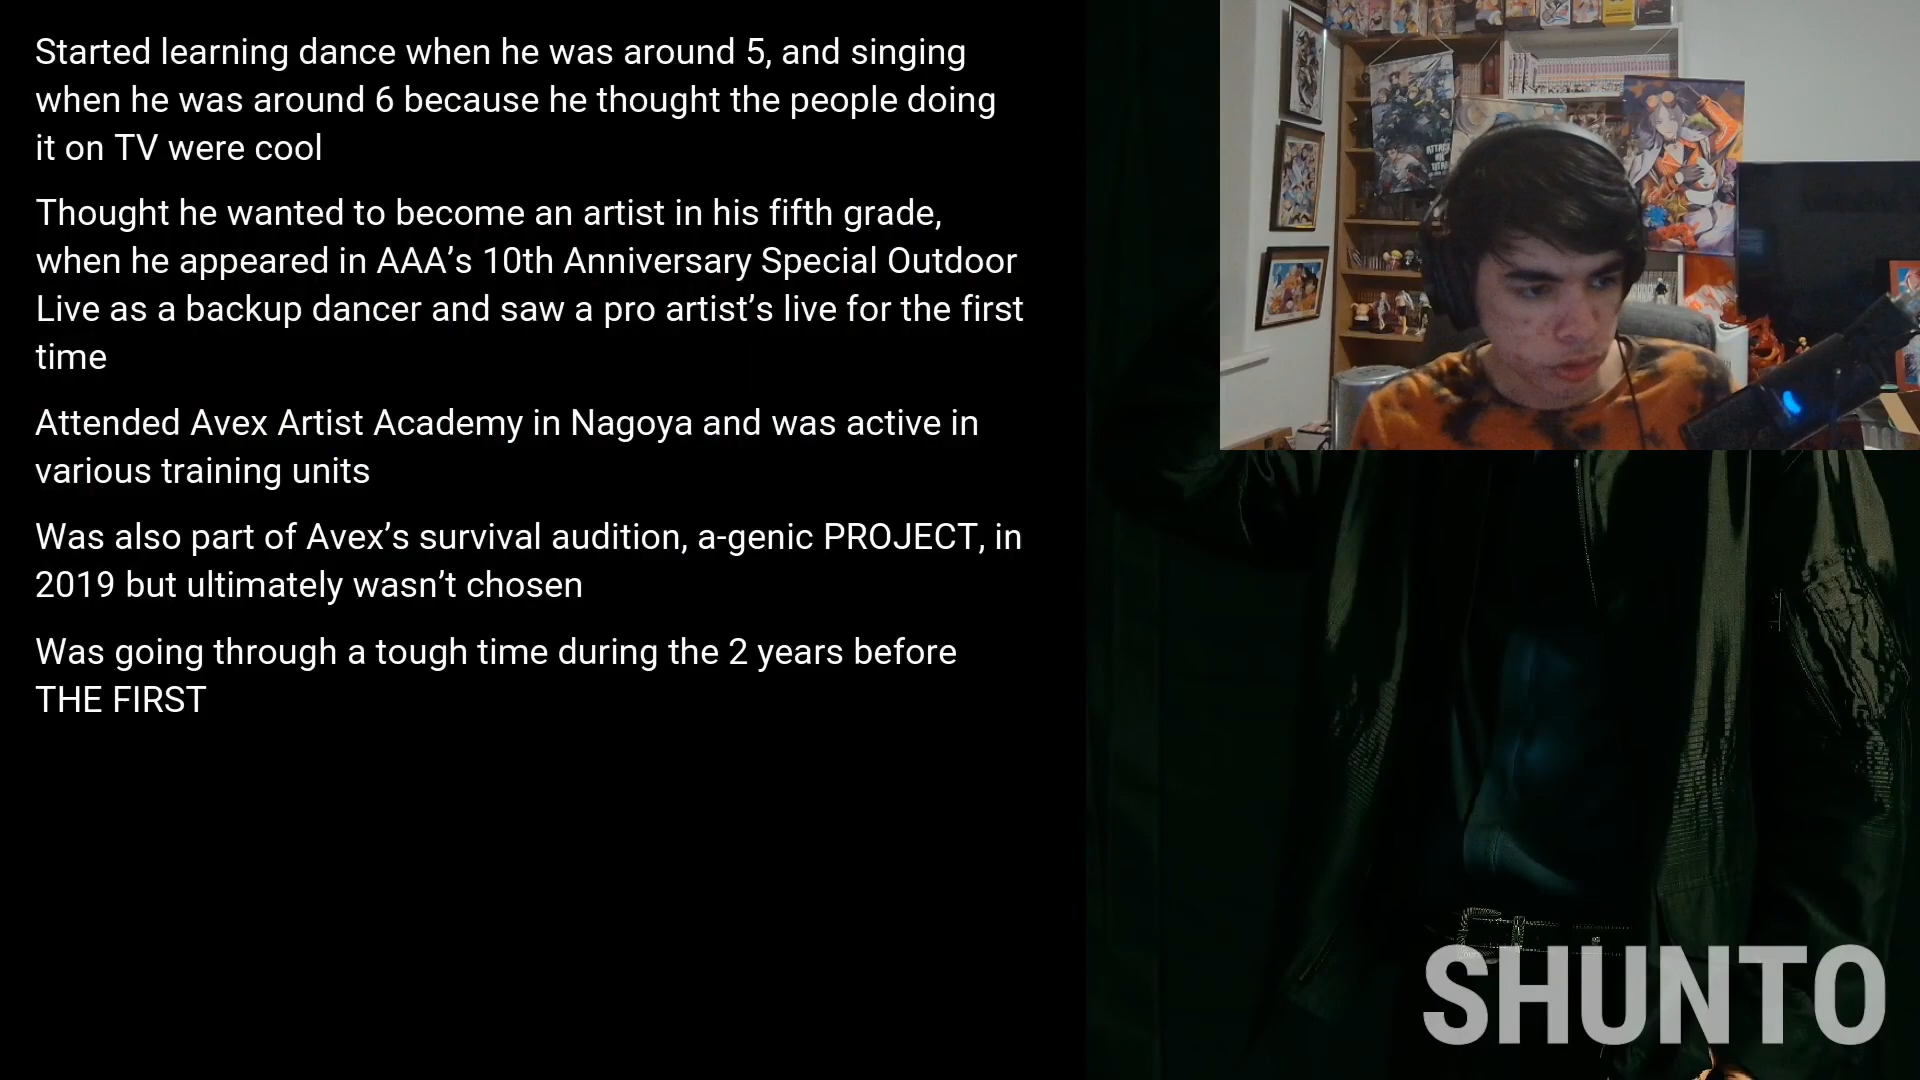 Started learning dance when he was around 5, and singing
when he was around 6 because he thought the people doing
it on TV were cool
Thought he wanted to become an artist in his fifth grade,
when he appeared in AAA’s 10th Anniversary Special Outdoor
Live as a backup dancer and saw a pro artist’s live for the first
time
Attended Avex Artist Academy in Nagoya and was active in
various training units
Was also part of Avex’s survival audition, a-genic PROJECT, in
2019 but ultimately wasn’t chosen
Was going through a tough time during the 2 years before
THE FIRST
ATTACK
ON
TITAN
SHUNTO